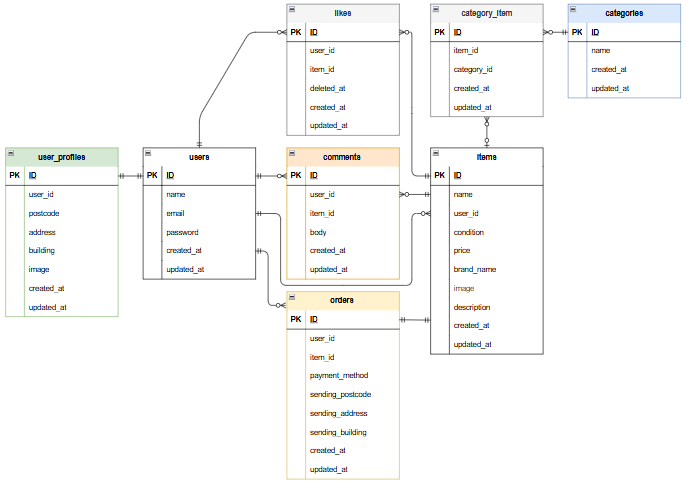 likes
PK ID
user_id
item_id
deleted_at
created_at
updated_at
category_item
PK ID
item_id
category_id
created_at
updated_at
categories
PK ID
name
created_at
updated_at
user_profiles
PK ID
user_id
postcode
address
building
image
created_at
updated_at
users
PK ID
name
email
password
created_at
updated_at
comments
PK ID
user_id
item_id
body
created_at
updated_at
items
PK ID
name
user_id
condition
price
brand_name
image
description
created_at
updated_at
orders
PK ID
user_id
item_id
payment_method
sending_postcode
sending_address
sending_building
created_at
updated_at